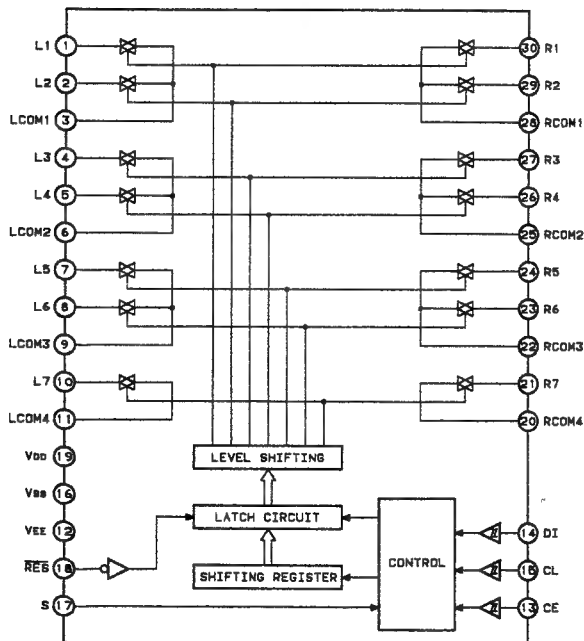 L1 1 30 R1
L2 2 29 R2
LCOM1 3 28 RCOM1
L3 4 27 R3
L4 5 26 R4
LCOM2 6 25 RCOM2
L5 7 24 R5
L6 8 23 R6
LCOM3 9 22 RCOM3
L7 10 21 R7
LCOM4 11 20 RCOM4
VDD 19
LEVEL SHIFTING
VSS 16
LATCH CIRCUIT
VEE 12
CONTROL
14 DI
RES 18
SHIFTING REGISTER
15 CL
S 17
13 CE